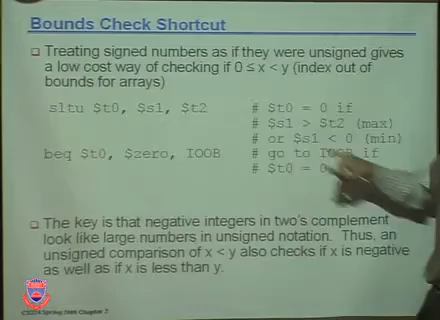 Bounds Check Shortcut
Treating signed numbers as if they were unsigned gives
a low cost way of checking if 0 ≤ x < y (index out of
bounds for arrays)
sltu $t0, $s1, $t2 # $t0 = 0 if
# $s1 > $t2 (max)
# or $s1 < 0 (min)
beq $t0, $zero, IOOB # go to IOOB if
# $t0 = 0
The key is that negative integers in two's complement
look like large numbers in unsigned notation. Thus, an
unsigned comparison of x < y also checks if x is negative
as well as if x is less than y.
Spring Chapter 2